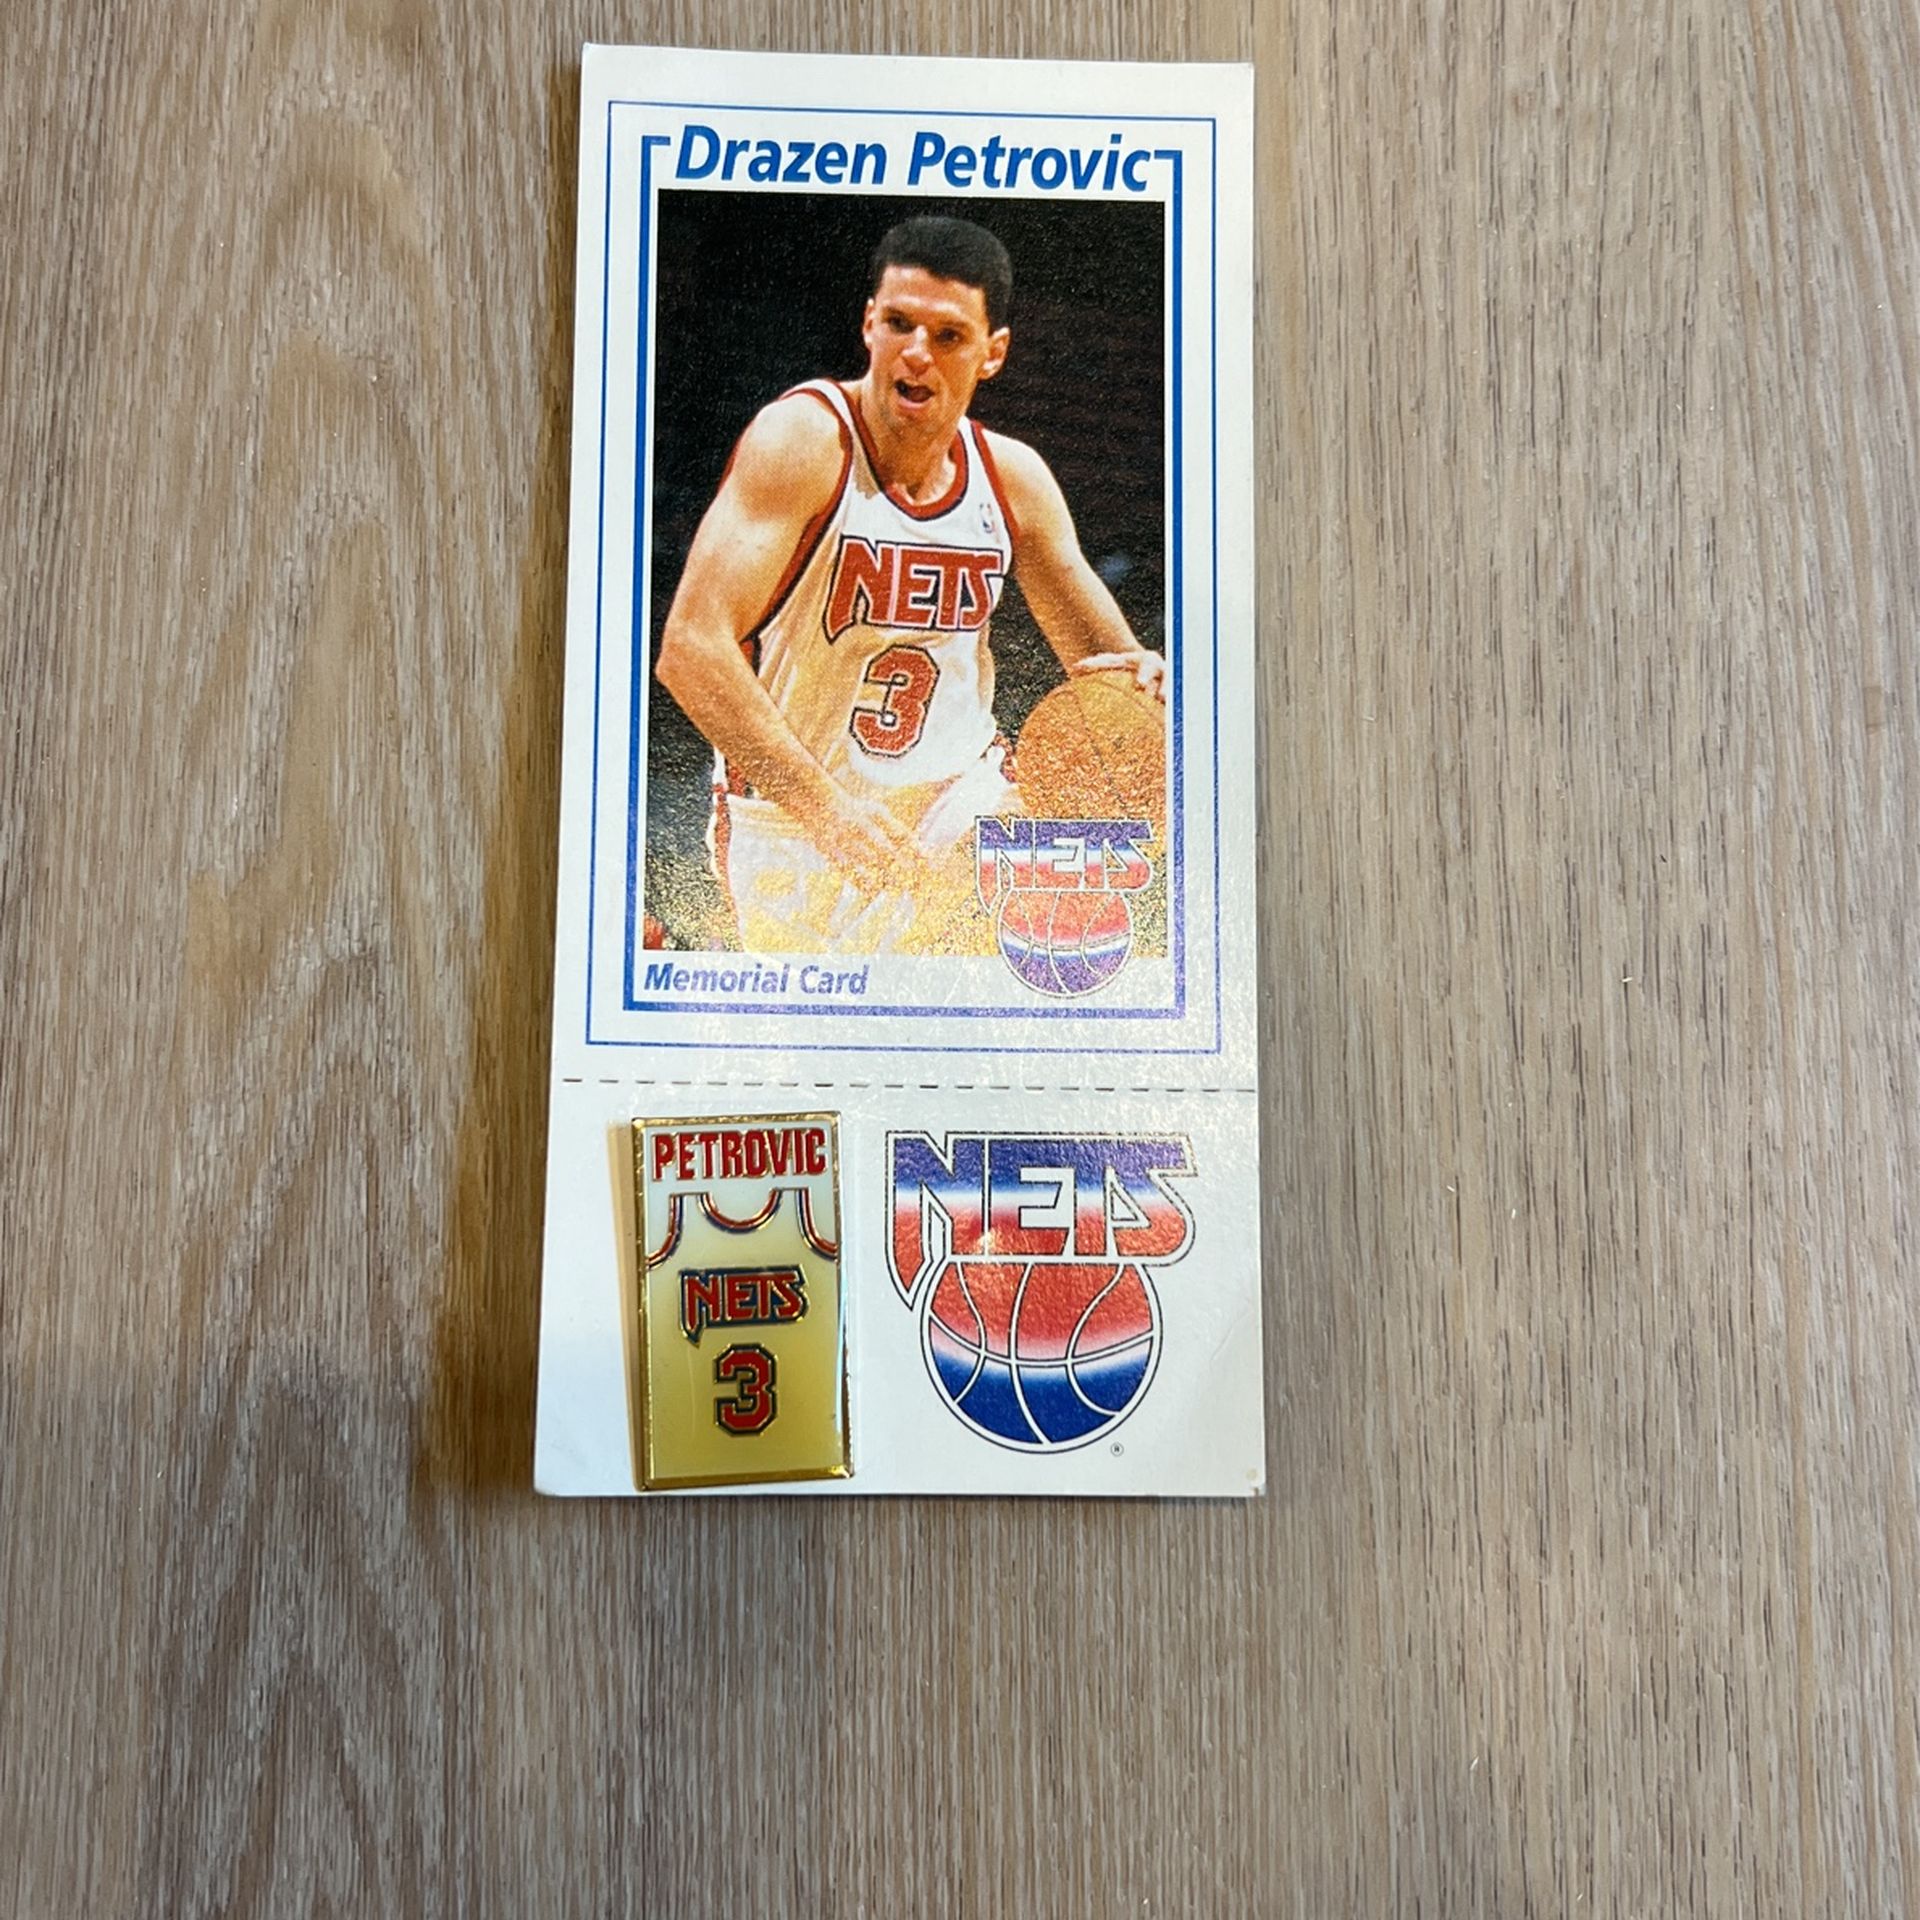 Drazen Petrovic
NETS
3
NETS
Memorial Card
PETROVIC
NETS
3
NETS
®